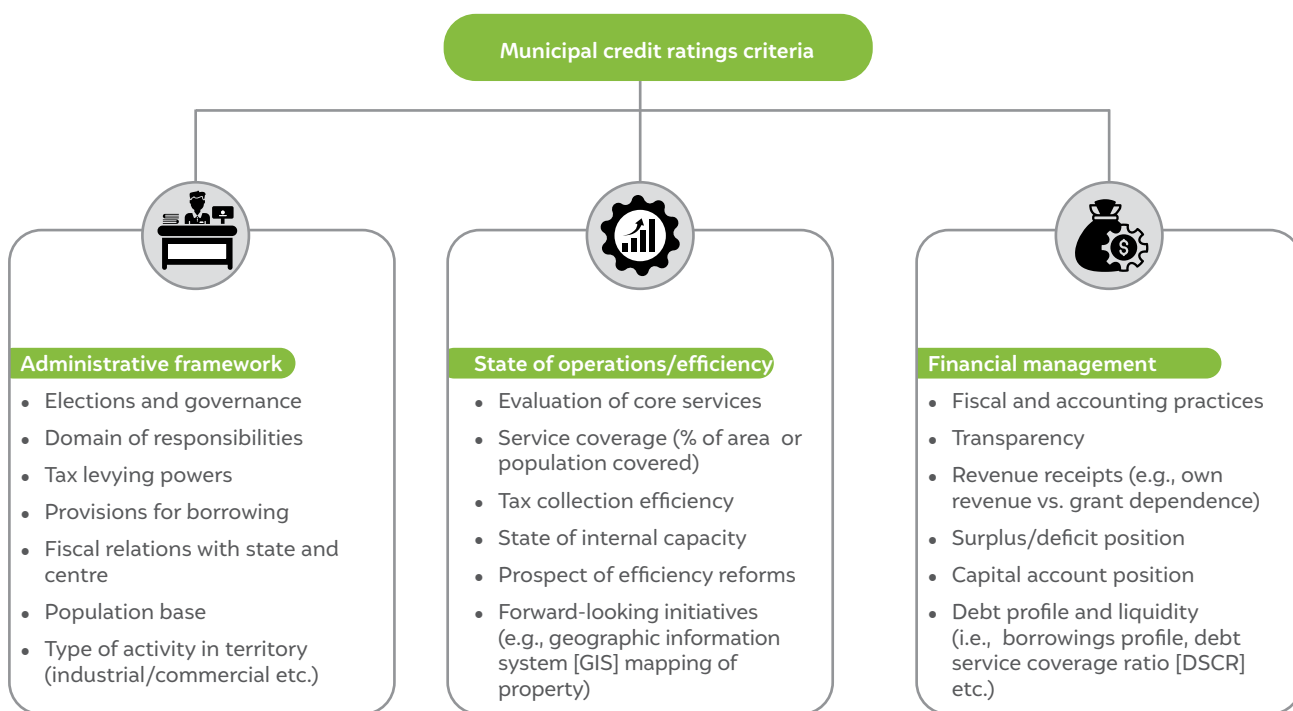 Municipal credit ratings criteria
Administrative framework
• Elections and governance
• Domain of responsibilities
• Tax levying powers
• Provisions for borrowing
• Fiscal relations with state and
centre
• Population base
• Type of activity in territory
(industrial/commercial etc.)
State of operations/efficiency
• Evaluation of core services
• Service coverage (% of area or
population covered)
• Tax collection efficiency
• State of internal capacity
• Prospect of efficiency reforms
• Forward-looking initiatives
(e.g., geographic information
system [GIS] mapping of
property)
$
Financial management
• Fiscal and accounting practices
• Transparency
• Revenue receipts (e.g., own
revenue vs. grant dependence)
• Surplus/deficit position
• Capital account position
• Debt profile and liquidity
(i.e., borrowings profile, debt
service coverage ratio [DSCR]
etc.)